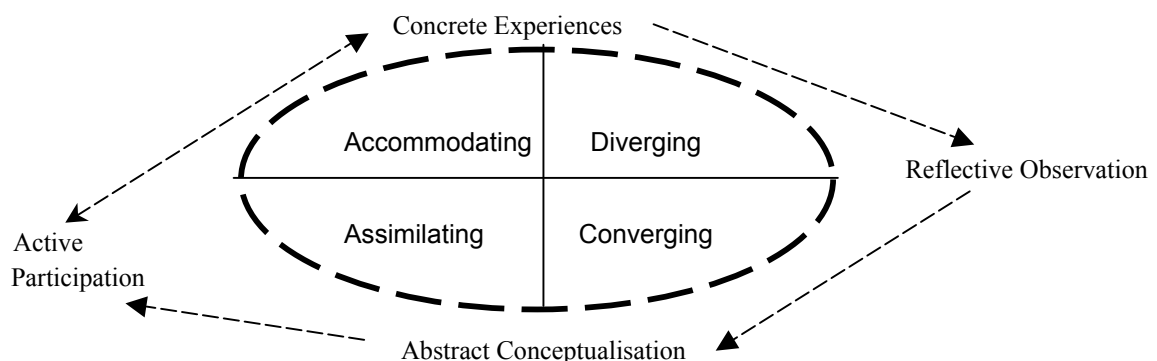 Concrete Experiences
Accommodating
Diverging
Reflective Observation
Assimilating
Converging
Active
Participation
Abstract Conceptualisation